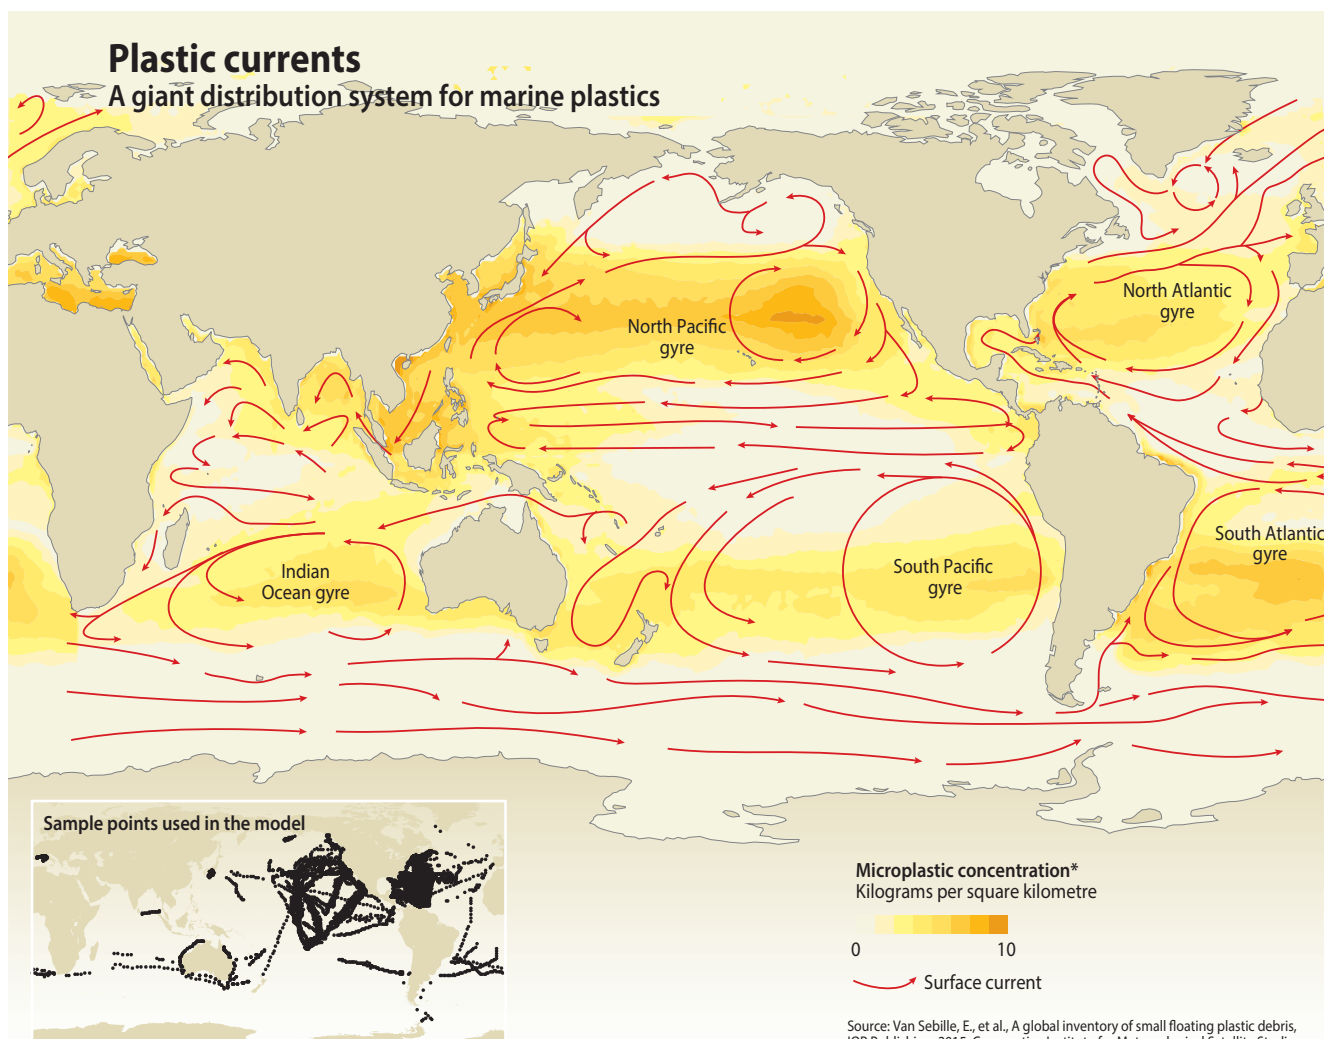 Plastic currents
A giant distribution system for marine plastics
North Pacific
gyre
North Atlantic
gyre
South Atlantic
gyre
Indian
Ocean gyre
South Pacific
gyre
Sample points used in the model
Microplastic concentration*
Kilograms per square kilometre
0 10
Surface current
Source: Van Sebille, E., et al., A global inventory of small floating plastic debris,